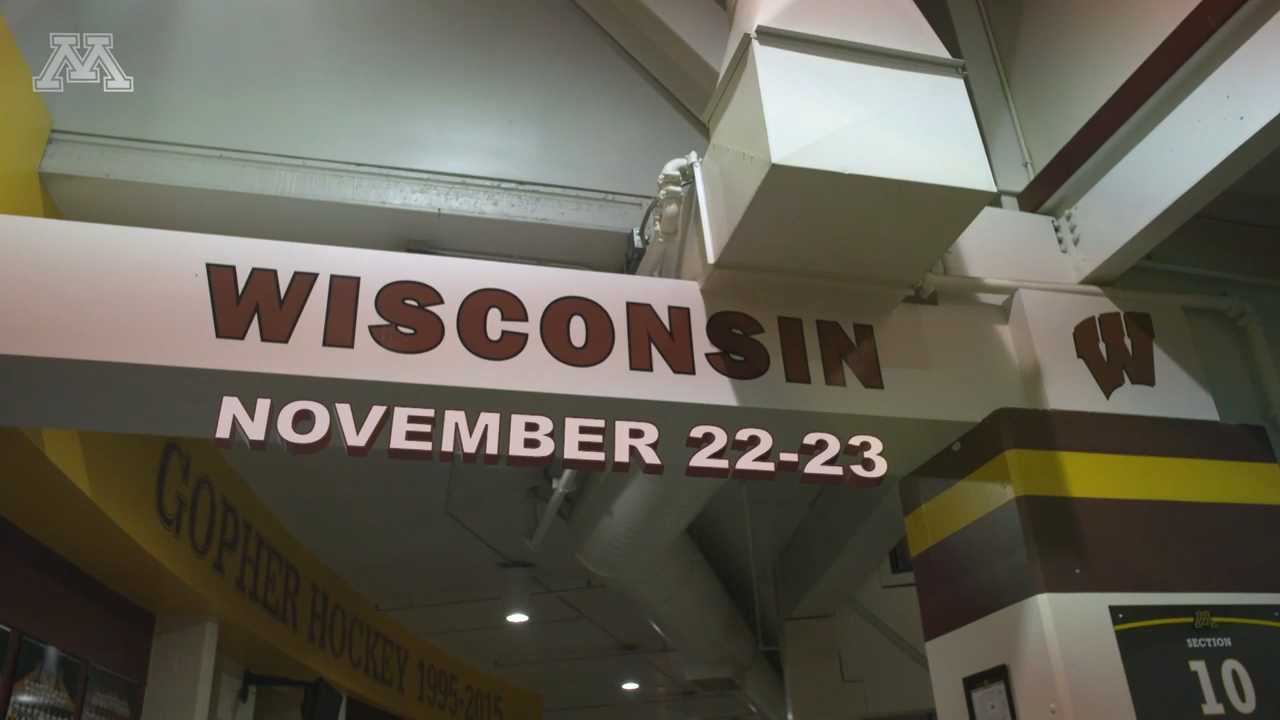 M
WISCONSIN
W
NOVEMBER 22-23
GOPHER HOCKEY 1995-2015
M
SECTION
10